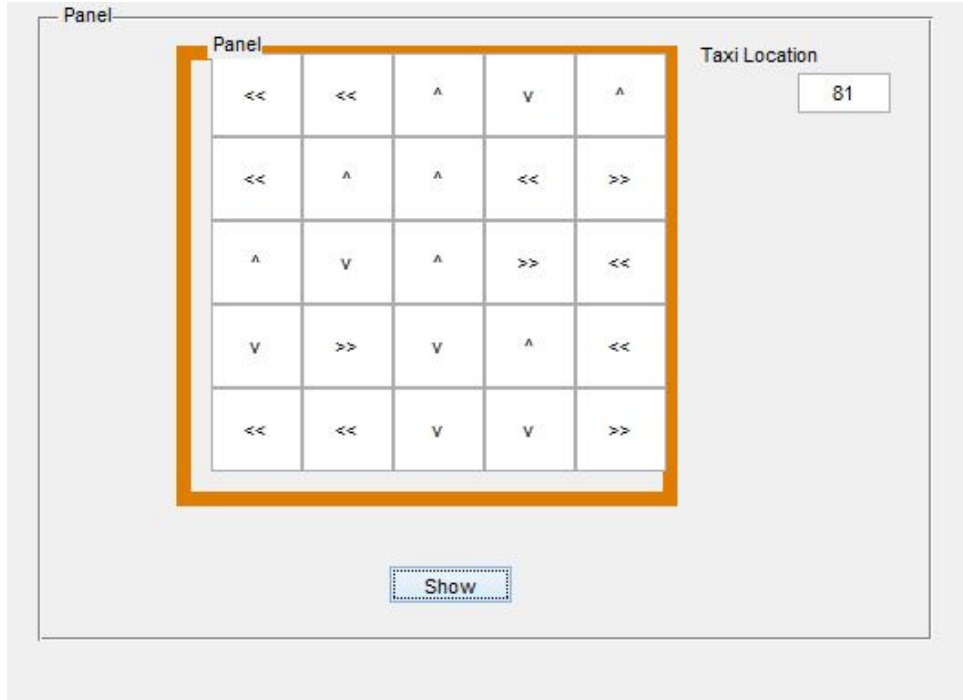 Panel
Panel
Taxi Location
81
<< << ^ v ^
<< ^ ^ << >>
^ v ^ >> <<
v >> v ^ <<
<< << v v >>
Show